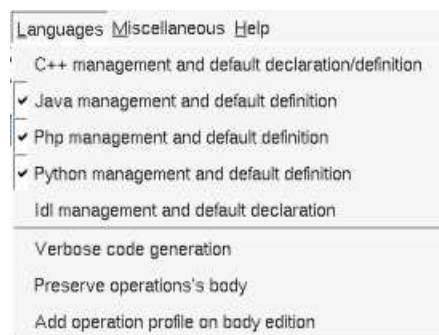 Languages Miscellaneous Help
C++ management and default declaration/definition
Java management and default definition
Php management and default definition
Python management and default definition
Idl management and default declaration
Verbose code generation
Preserve operations's body
Add operation profile on body edition